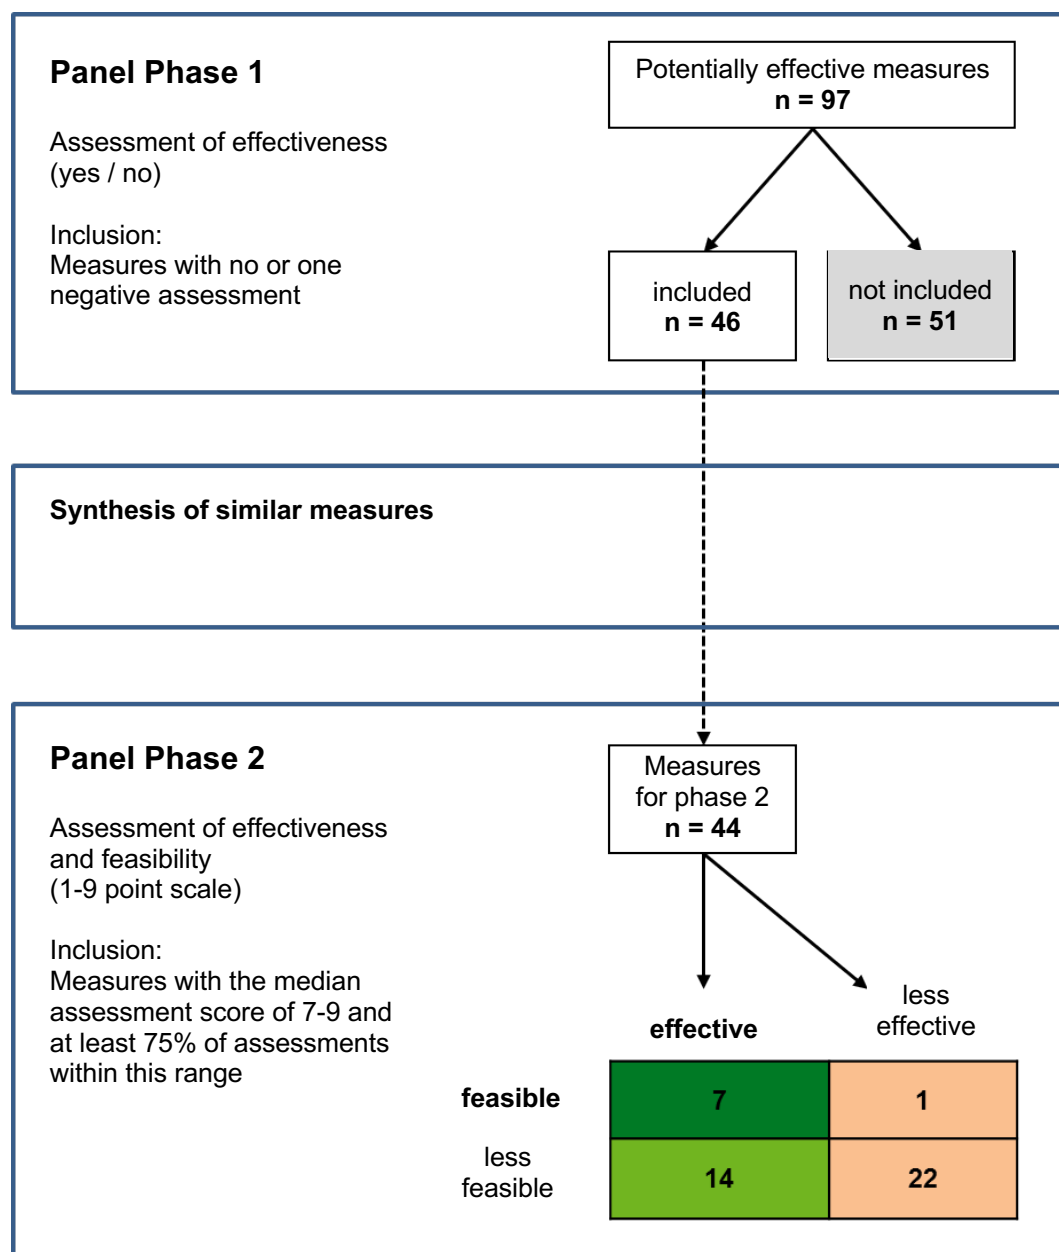 Panel Phase 1
Assessment of effectiveness
(yes / no)
Inclusion:
Measures with no or one
negative assessment
Potentially effective measures
n = 97
included
n = 46
not included
n = 51
Synthesis of similar measures
Panel Phase 2
Assessment of effectiveness
and feasibility
(1-9 point scale)
Inclusion:
Measures with the median
assessment score of 7-9 and
at least 75% of assessments
within this range
Measures
for phase 2
n = 44
effective
less
effective
feasible
7
1
less
feasible
14
22